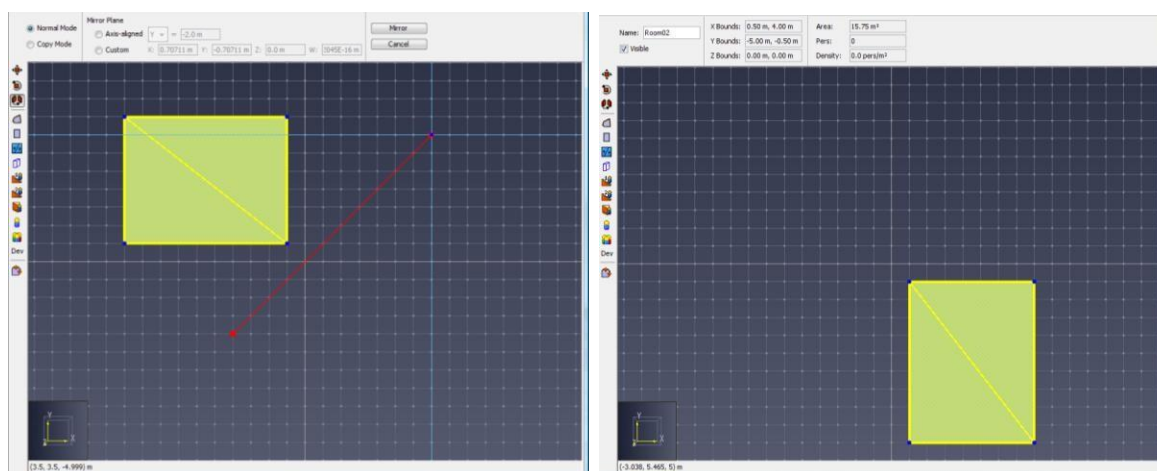 Normal Mode
Copy Mode
Mirror Plane
Axis-aligned Y = -2.0 m
Custom X: 0.70711 m Y: -0.70711 m Z: 0.0 m W: 
Mirror
Cancel
Dev
Y
X
(3.5, 3.5, -4.999) m
Name: Room02
Visible
X Bounds: 0.50 m, 4.00 m
Y Bounds: -5.00 m, -0.50 m
Z Bounds: 0.00 m, 0.00 m
Area: 15.75 m²
Pers: 0
Density: 0.0 pers/m²
Dev
Y
X
(-3.038, 5.465, 5) m